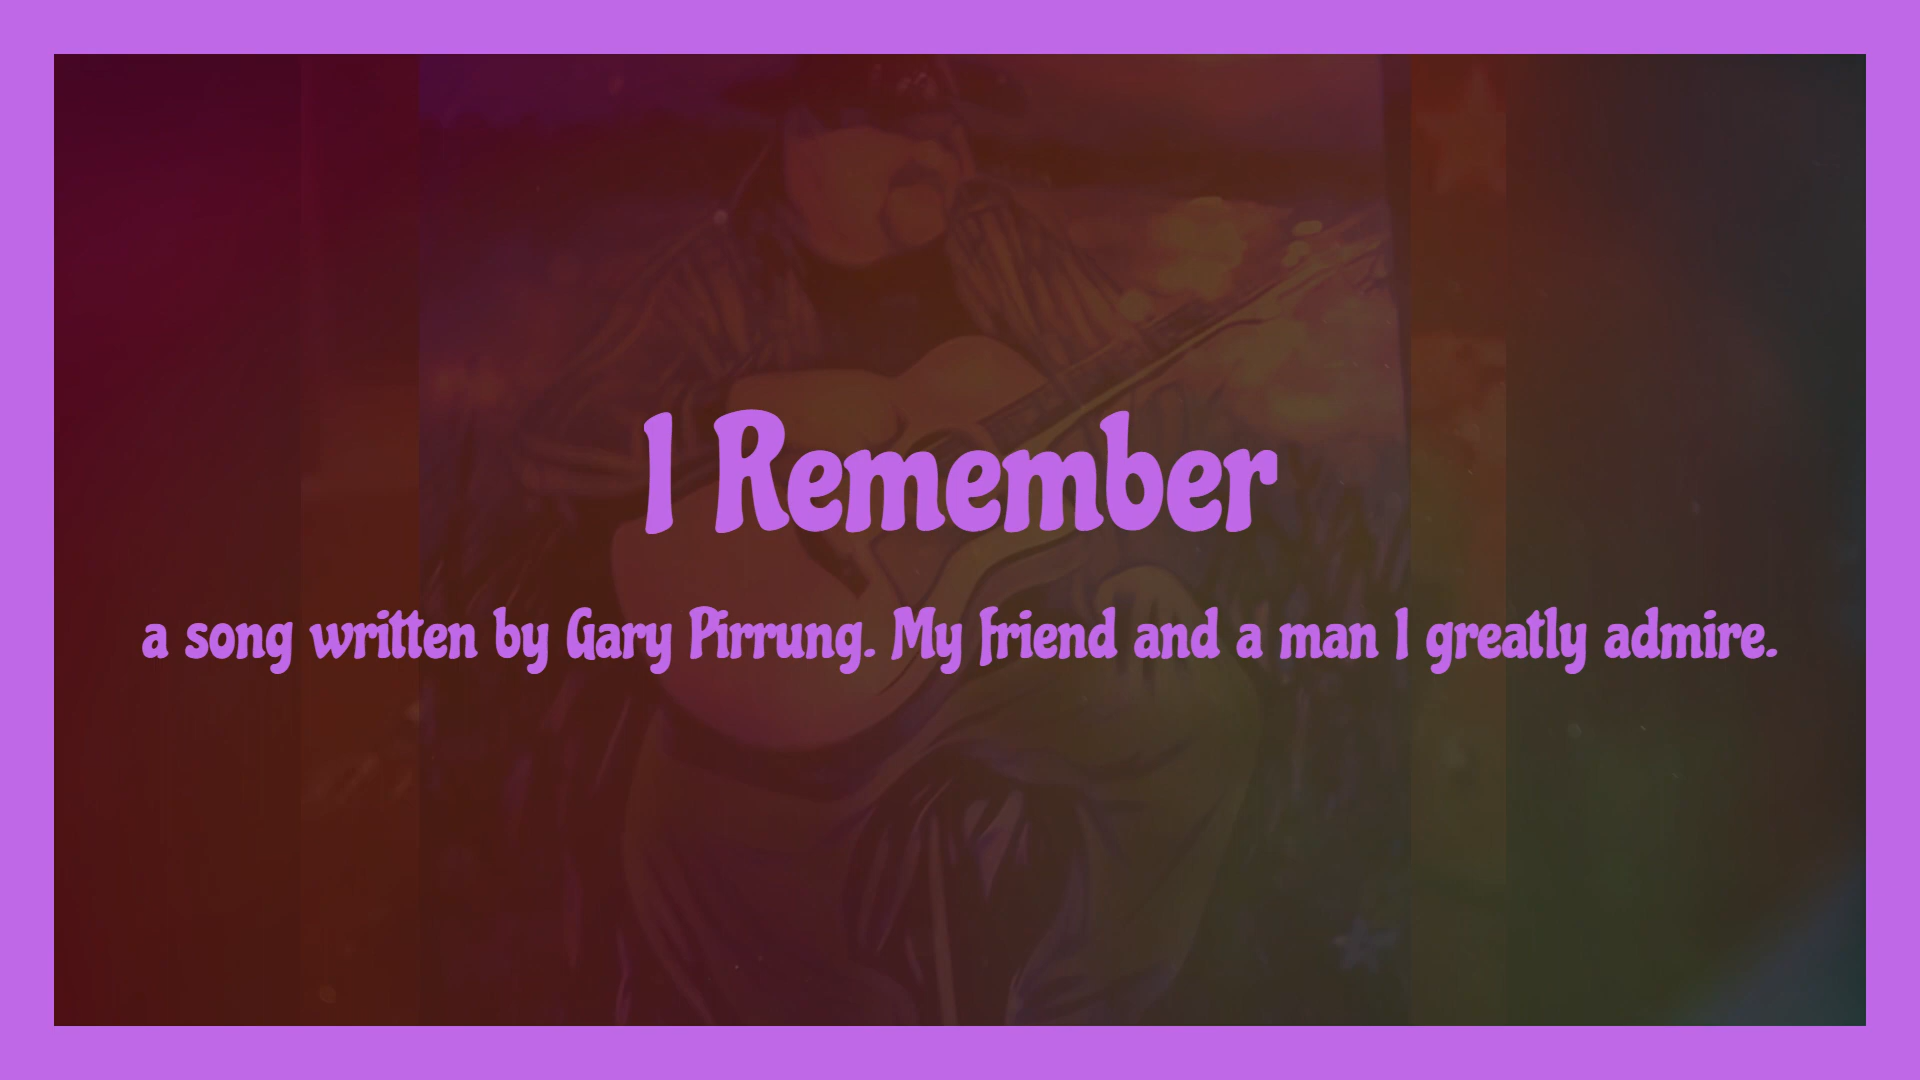 I Remember
a song written by Gary Pirrung. My friend and a man I greatly admire.